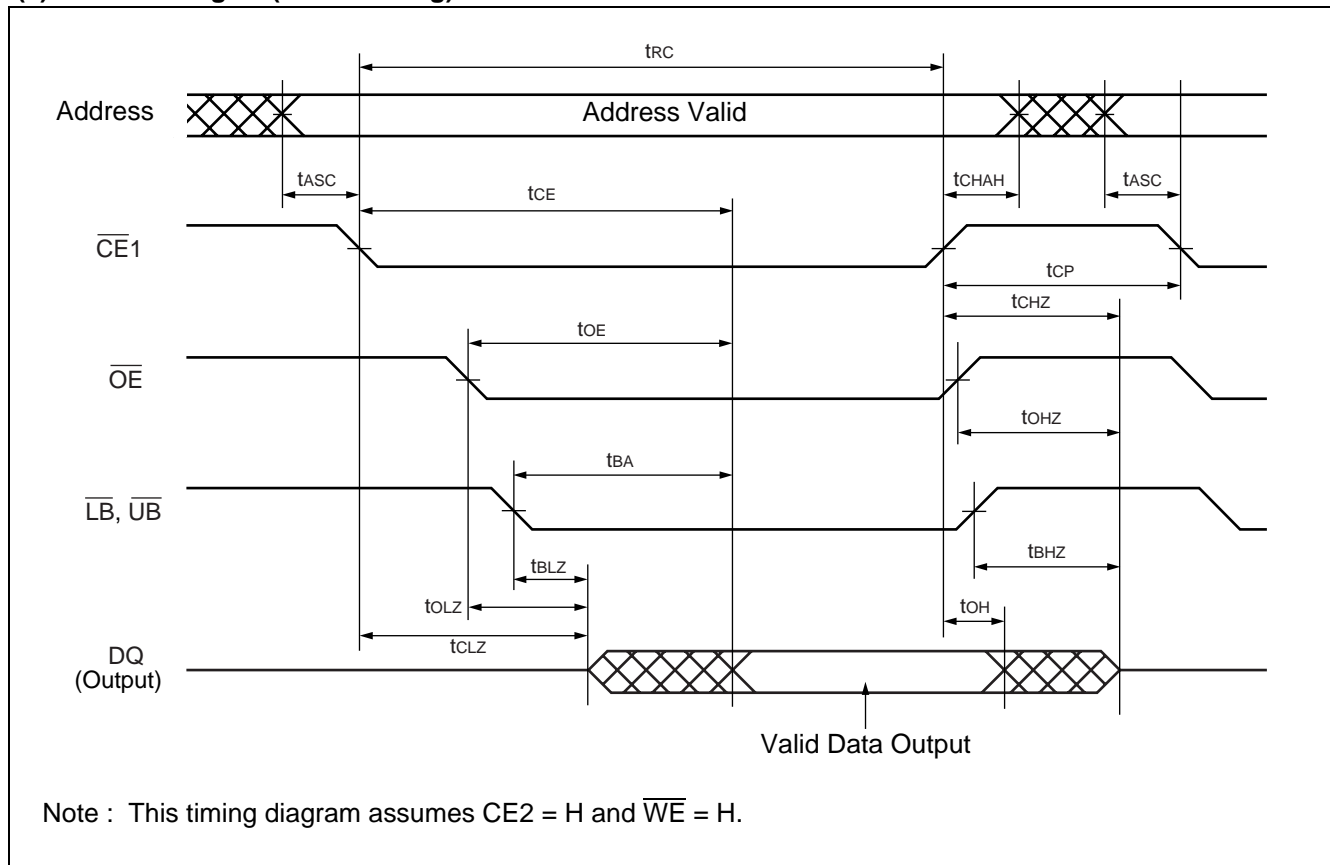 tRC
Address
Address Valid
tASC
tCE
tCHAH
tASC
CE1
tCP
tCHZ
tOE
OE
tOHZ
tBA
LB, UB
tBLZ
tBHZ
tOLZ
tOH
tCLZ
DQ
(Output)
Valid Data Output
Note : This timing diagram assumes CE2 = H and WE = H.